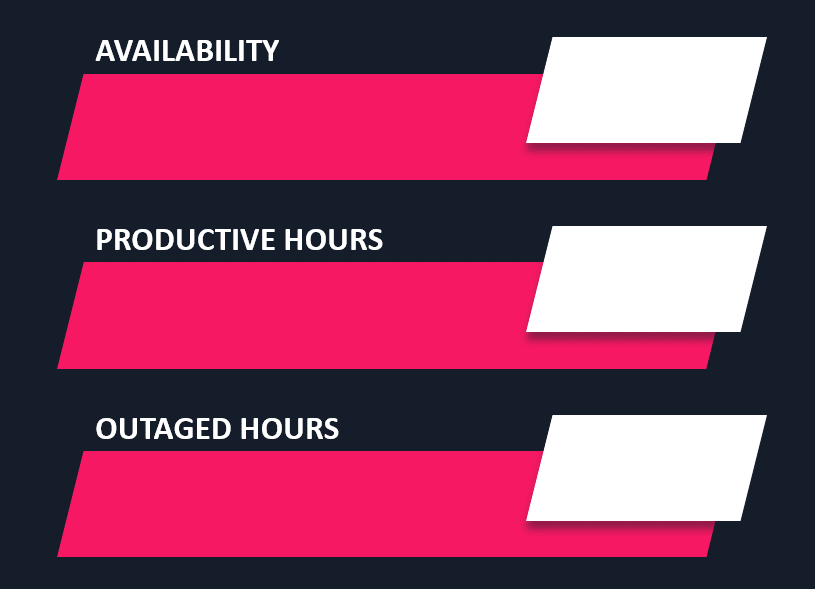 AVAILABILITY
PRODUCTIVE HOURS
OUTAGED HOURS